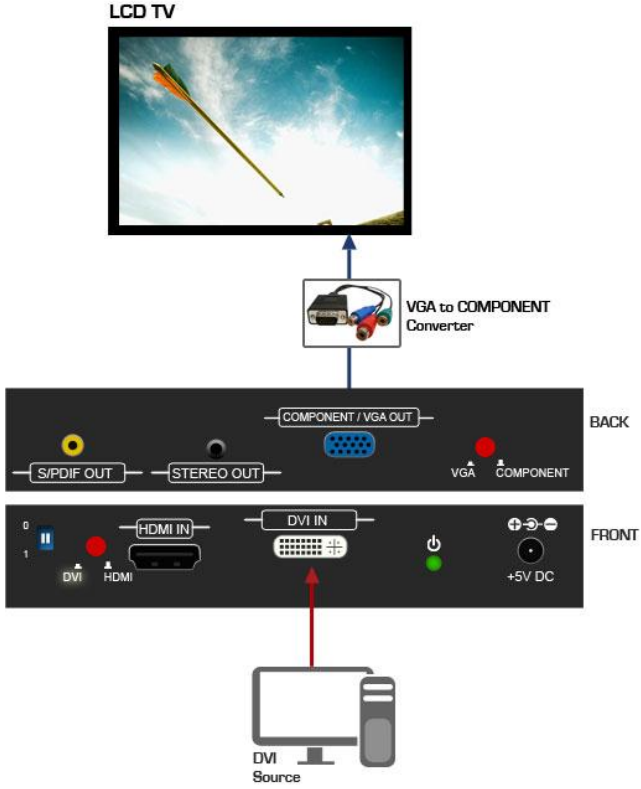 LCD TV
VGA to COMPONENT
Converter
COMPONENT / VGA OUT
BACK
S/PDIF OUT
STEREO OUT
VGA
COMPONENT
0
HDMI IN
DVI IN
FRONT
1
DVI
HDMI
+5V DC
DVI
Source